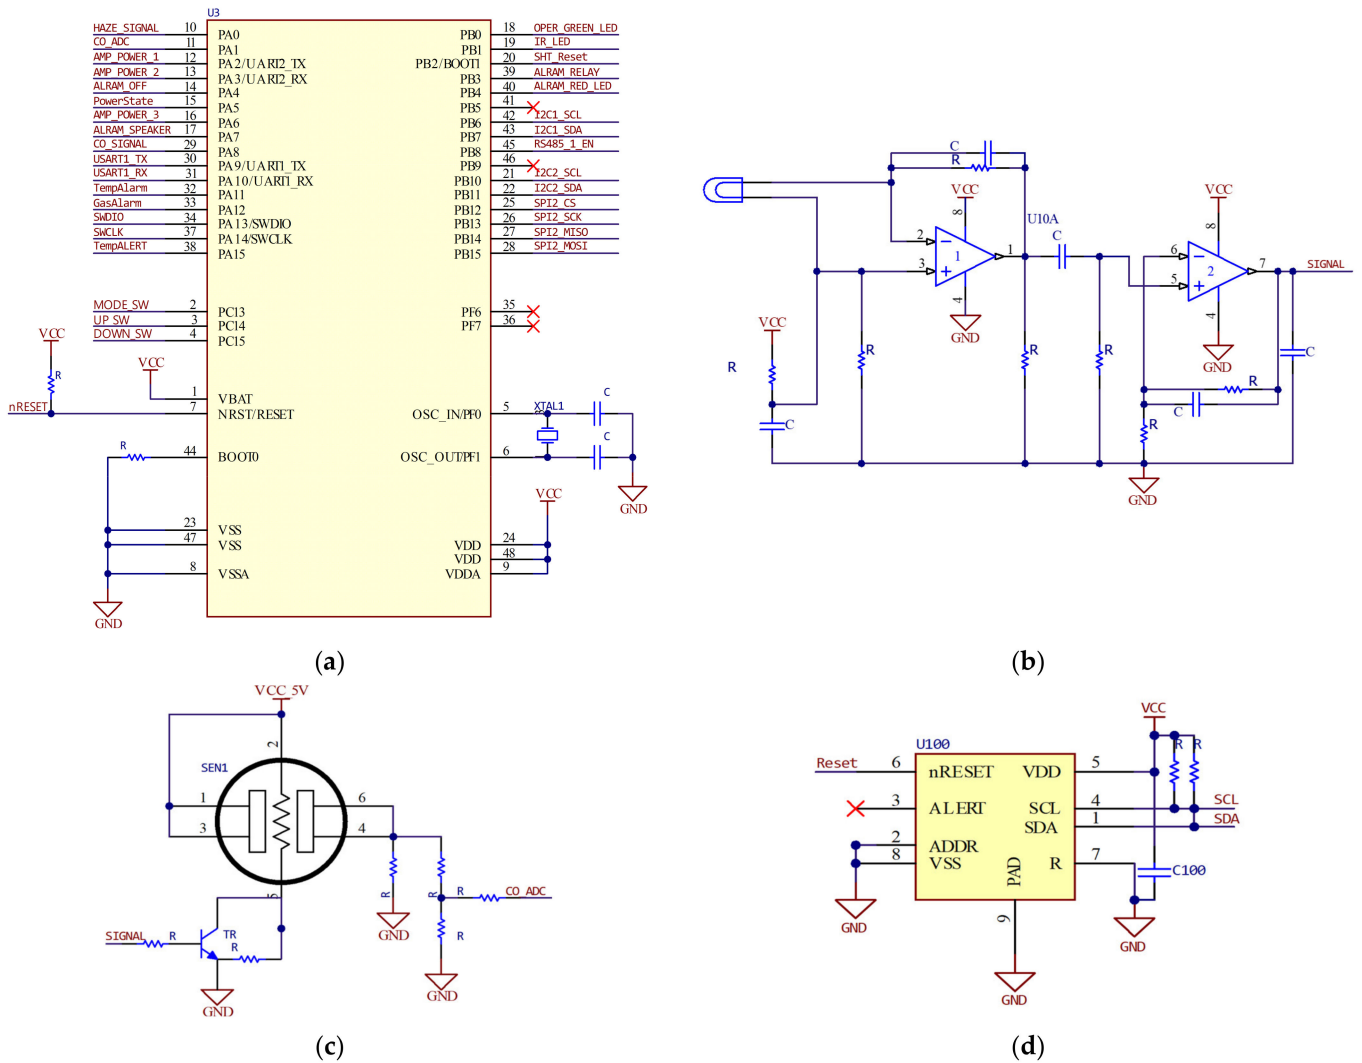 U3
HAZE_SIGNAL 10 PA0 PB0 18 OPER_GREEN_LED
CO_ADC 11 PA1 PB1 19 IR_LED
AMP_POWER_1 12 PA2/UART2_TX PB2/BOOT1 20 SHT_Reset
AMP_POWER_2 13 PA3/UART2_RX PB3 39 ALRAM_RELAY
ALRAM_OFF 14 PA4 PB4 40 ALRAM_RED_LED
PowerState 15 PA5 PB5 41
AMP_POWER_3 16 PA6 PB6 42 I2C1_SCL
ALRAM_SPEAKER 17 PA7 PB7 43 I2C1_SDA
CO_SIGNAL 29 PA8 PB8 45 RS485_1_EN
USART1_TX 30 PA9/UART1_TX PB9 46
USART1_RX 31 PA10/UART1_RX PB10 21 I2C2_SCL
TempAlarm 32 PA11 PB11 22 I2C2_SDA
GasAlarm 33 PA12 PB12 25 SPI2_CS
SWDIO 34 PA13/SWDIO PB13 26 SPI2_SCK
SWCLK 37 PA14/SWCLK PB14 27 SPI2_MISO
TempALERT 38 PA15 PB15 28 SPI2_MOSI
MODE_SW 2 PC13 PF6 35
UP_SW 3 PC14 PF7 36
DOWN_SW 4 PC15
VCC
VCC
R
1 VBAT
nRESET 7 NRST/RESET OSC_IN/PF0 5 XTAL1 C
R 44 BOOT0 OSC_OUT/PF1 6 C
GND
VCC
23 VSS
47 VSS VDD 24
VDD 48
8 VSSA VDDA 9
GND
(a)
C
R
VCC
8
U10A
2 − 1 1
3 +
4
GND
C
VCC
8
6 − 2 7 SIGNAL
5 +
4
GND
VCC
R
R
R
R
C
R
C
C
R
GND
(b)
VCC_5V
2
SEN1
1 6
3 4
5
R
R
R CO_ADC
R
GND
GND
SIGNAL R TR
R
GND
(c)
VCC
R R
U100
Reset 6 nRESET VDD 5
3 ALERT SCL 4 SCL
SDA 1 SDA
2 ADDR
8 VSS R 7
PAD
9
C100
GND
GND
GND
(d)